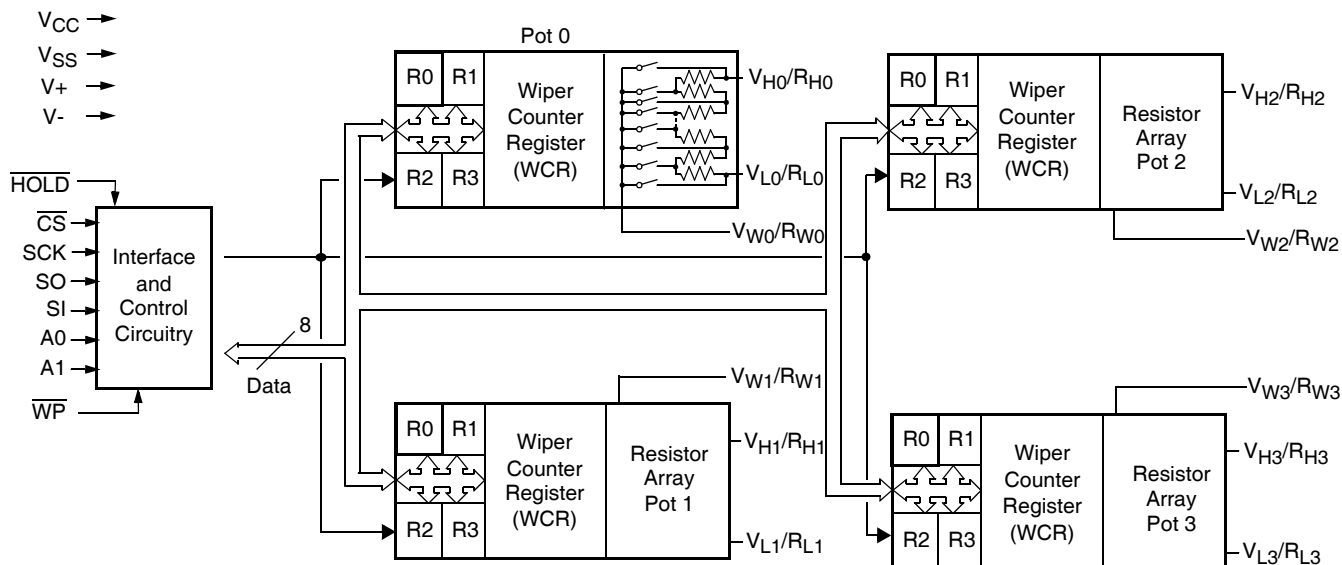 VCC
VSS
V+
V-
HOLD
CS
SCK
SO
SI
A0
A1
WP
Interface
and
Control
Circuitry
8
Data
Pot 0
R0 R1
R2 R3
Wiper
Counter
Register
(WCR)
VH0/RH0
VL0/RL0
VW0/RW0
R0 R1
R2 R3
Wiper
Counter
Register
(WCR)
Resistor
Array
Pot 2
VH2/RH2
VL2/RL2
VW2/RW2
R0 R1
R2 R3
Wiper
Counter
Register
(WCR)
Resistor
Array
Pot 1
VW1/RW1
VH1/RH1
VL1/RL1
R0 R1
R2 R3
Wiper
Counter
Register
(WCR)
Resistor
Array
Pot 3
VW3/RW3
VH3/RH3
VL3/RL3